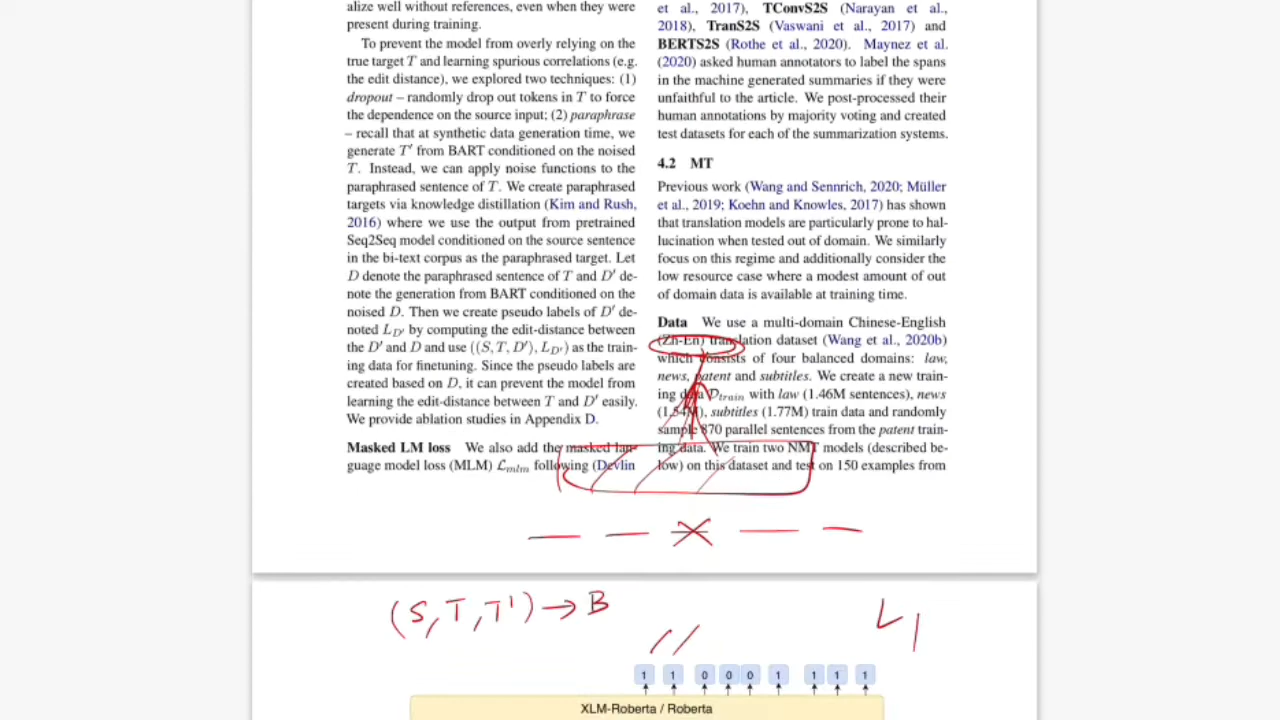 alize well without references, even when they were
present during training.
To prevent the model from overly relying on the
true target T and learning spurious correlations (e.g.
the edit distance), we explored two techniques: (1)
dropout – randomly drop out tokens in T to force
the dependence on the source input; (2) paraphrase
– recall that at synthetic data generation time, we
generate T′ from BART conditioned on the noised
T. Instead, we can apply noise functions to the
paraphrased sentence of T. We create paraphrased
targets via knowledge distillation (Kim and Rush,
2016) where we use the output from pretrained
Seq2Seq model conditioned on the source sentence
in the bi-text corpus as the paraphrased target. Let
D denote the paraphrased sentence of T and D′ de-
note the generation from BART conditioned on the
noised D. Then we create pseudo labels of D′ de-
noted L_D′ by computing the edit-distance between
the D′ and D and use ((S, T, D′), L_D′) as the train-
ing data for finetuning. Since the pseudo labels are
created based on D, it can prevent the model from
learning the edit-distance between T and D′ easily.
We provide ablation studies in Appendix D.
Masked LM loss We also add the masked lan-
guage model loss (MLM) L_mlm following (Devlin
et al., 2017), TConvS2S (Narayan et al.,
2018), TranS2S (Vaswani et al., 2017) and
BERTS2S (Rothe et al., 2020). Maynez et al.
(2020) asked human annotators to label the spans
in the machine generated summaries if they were
unfaithful to the article. We post-processed their
human annotations by majority voting and created
test datasets for each of the summarization systems.
4.2 MT
Previous work (Wang and Sennrich, 2020; Müller
et al., 2019; Koehn and Knowles, 2017) has shown
that translation models are particularly prone to hal-
lucination when tested out of domain. We similarly
focus on this regime and additionally consider the
low resource case where a modest amount of out
of domain data is available at training time.
Data We use a multi-domain Chinese-English
(Zh-En) translation dataset (Wang et al., 2020b)
which consists of four balanced domains: law,
news, patent and subtitles. We create a new train-
ing data D_train with law (1.46M sentences), news
(1.54M), subtitles (1.77M) train data and randomly
sample 870 parallel sentences from the patent train-
ing data. We train two NMT models (described be-
low) on this dataset and test on 150 examples from
(S, T, T') → B
L
1 1 0 0 0 1 1 1 1
XLM-Roberta / Roberta